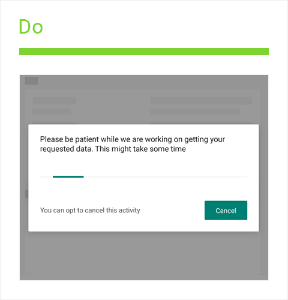 Do
Please be patient while we are working on getting your
requested data. This might take some time
You can opt to cancel this activity
Cancel